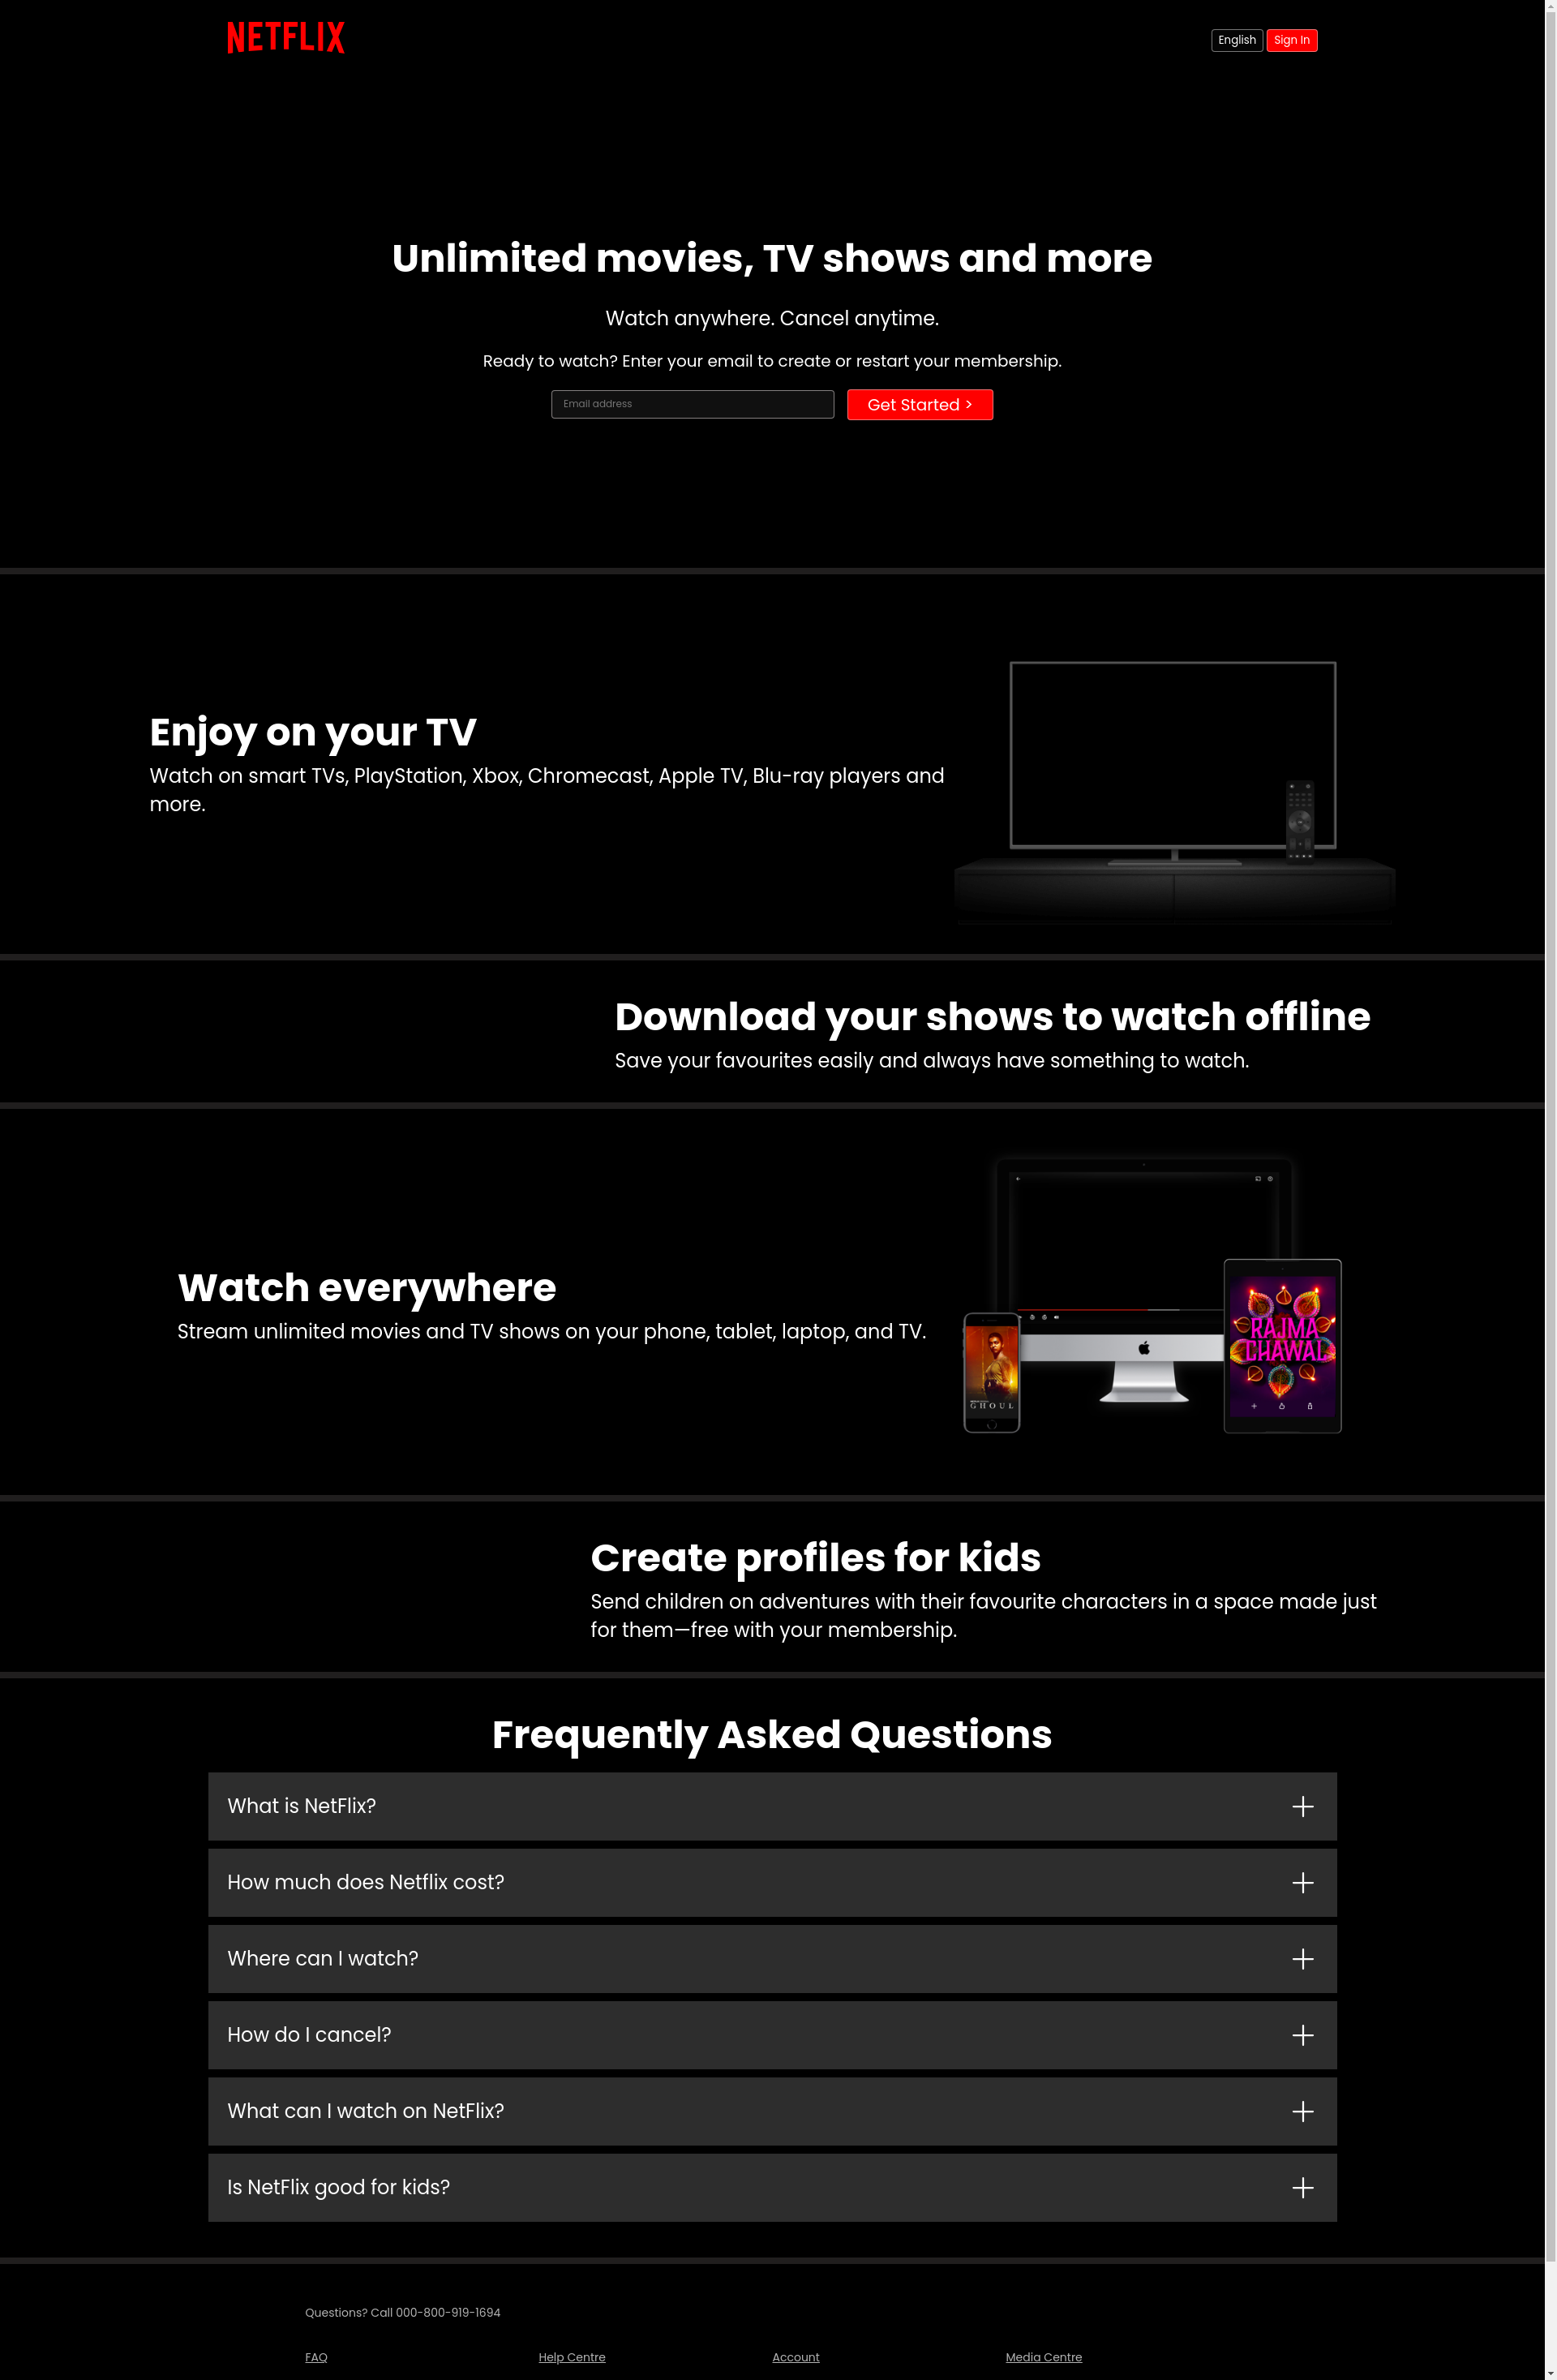 NETFLIX
English
Sign In
Unlimited movies, TV shows and more
Watch anywhere. Cancel anytime.
Ready to watch? Enter your email to create or restart your membership.
Email address
Get Started >
Enjoy on your TV
Watch on smart TVs, PlayStation, Xbox, Chromecast, Apple TV, Blu-ray players and
more.
Download your shows to watch offline
Save your favourites easily and always have something to watch.
Watch everywhere
Stream unlimited movies and TV shows on your phone, tablet, laptop, and TV.
RAJMA
CHAWAL
GHOUL
Create profiles for kids
Send children on adventures with their favourite characters in a space made just
for them—free with your membership.
Frequently Asked Questions
What is NetFlix?
How much does Netflix cost?
Where can I watch?
How do I cancel?
What can I watch on NetFlix?
Is NetFlix good for kids?
Questions? Call 000-800-919-1694
FAQ
Help Centre
Account
Media Centre